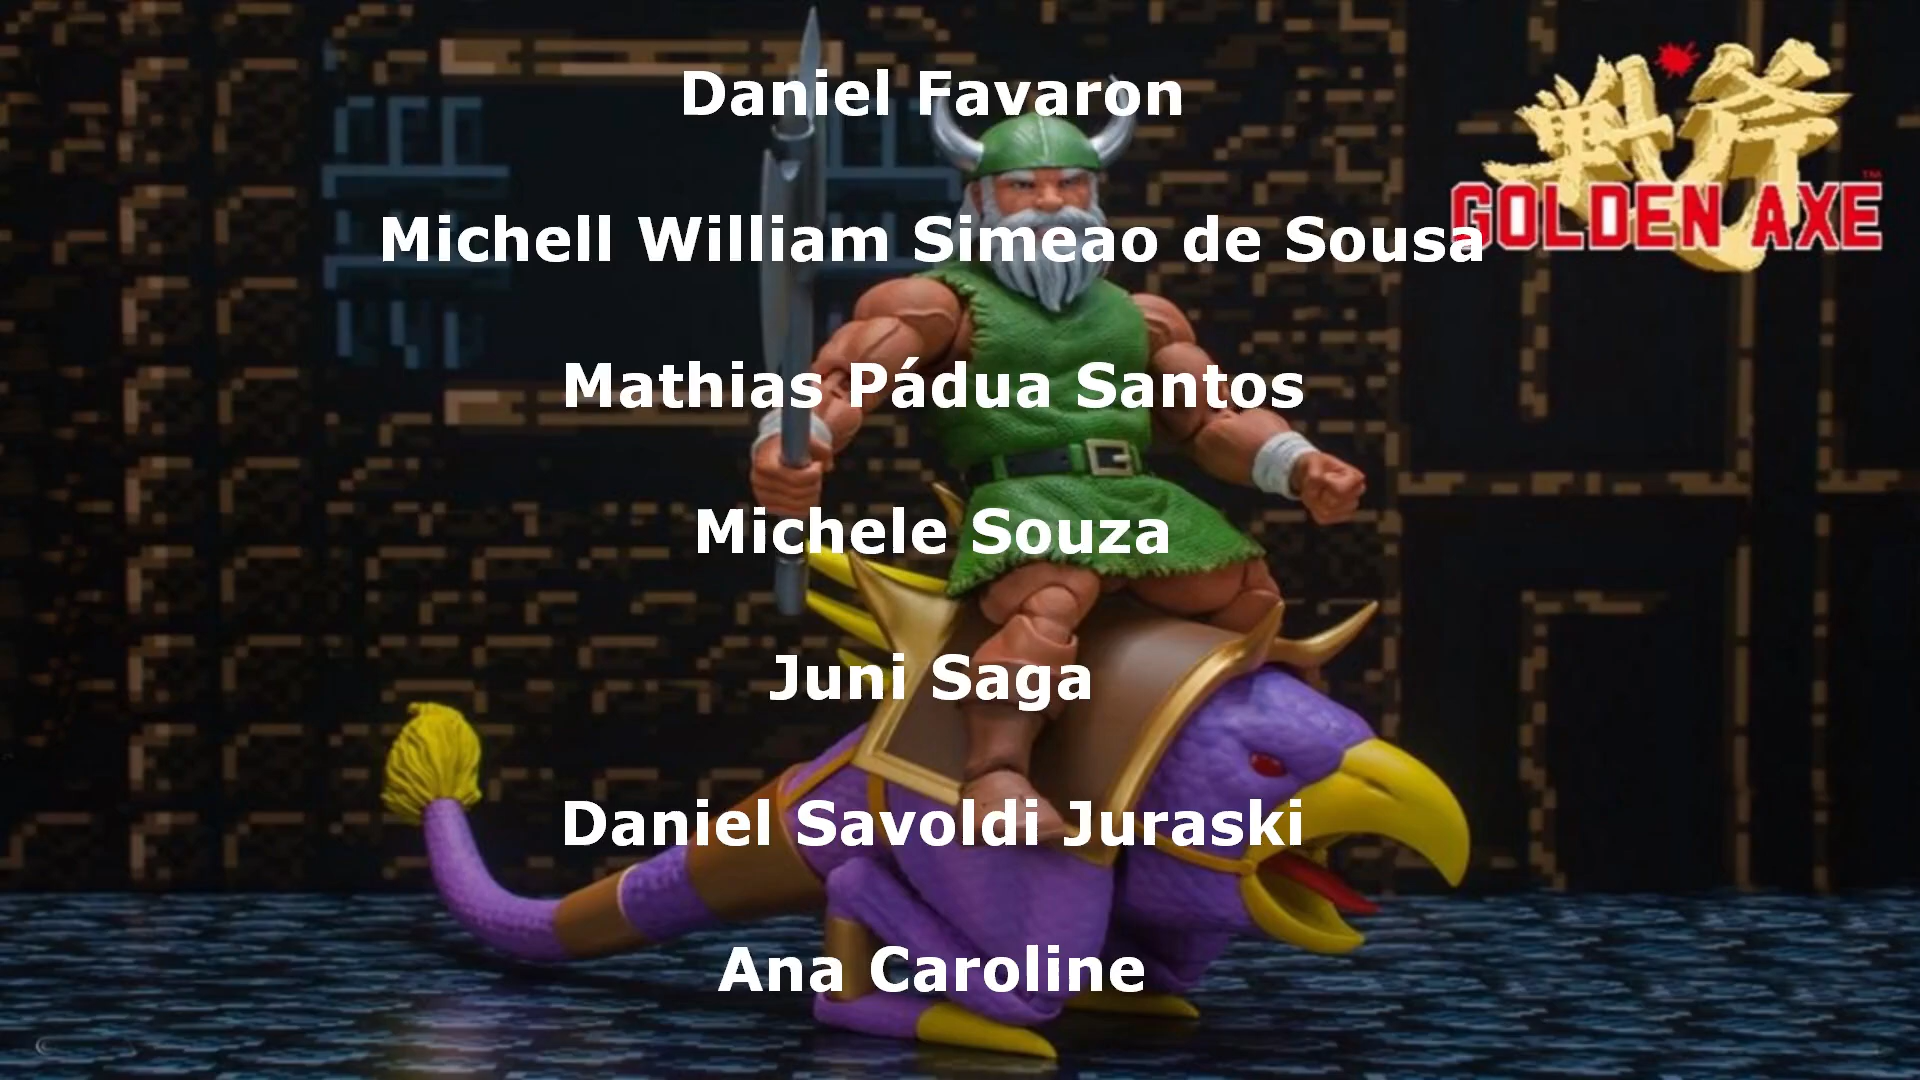 Daniel Favaron
戦斧
GOLDEN AXE
TM
Michell William Simeao de Sousa
Mathias Pádua Santos
Michele Souza
Juni Saga
Daniel Savoldi Juraski
Ana Caroline